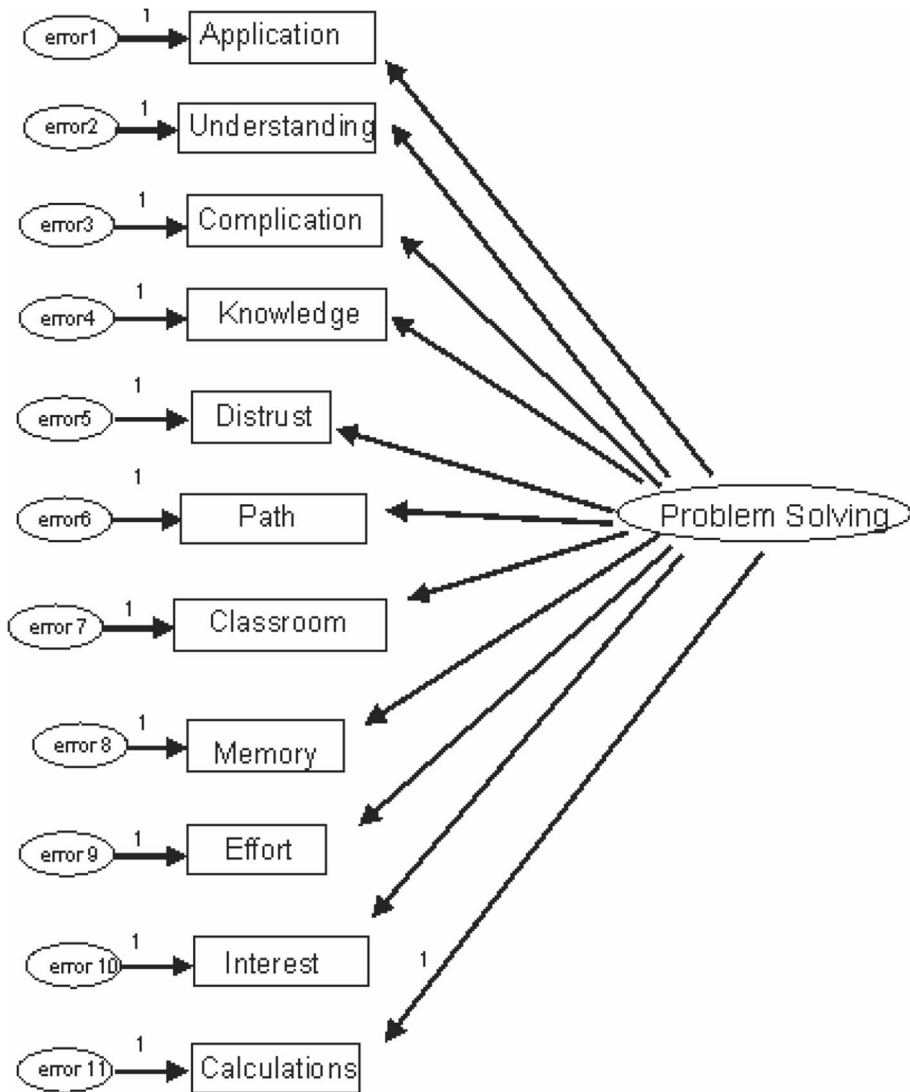 error1
1
Application
error2
1
Understanding
error3
1
Complication
error4
1
Knowledge
error5
1
Distrust
error6
1
Path
Problem Solving
error 7
1
Classroom
error 8
1
Memory
error 9
1
Effort
error 10
1
Interest
1
error 11
1
Calculations